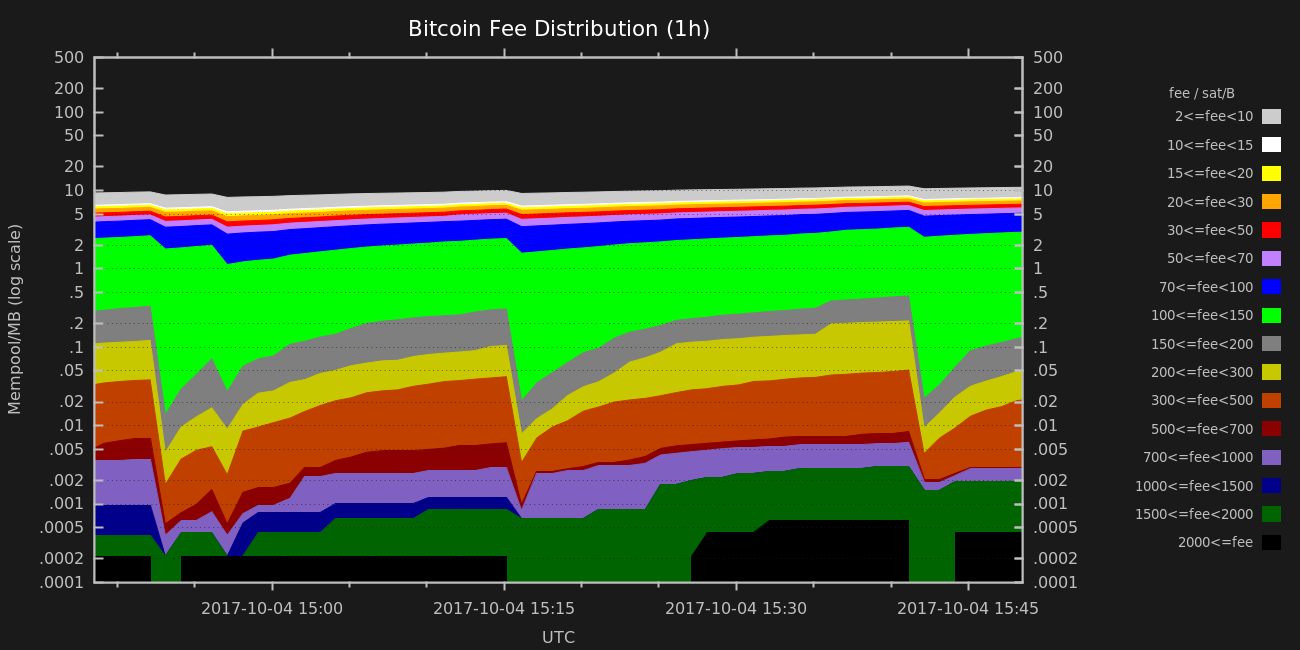 Bitcoin Fee Distribution (1h)
500 500
200 200
100 100
50 50
20 20
10 10
5 5
2 2
1 1
.5 .5
.2 .2
.1 .1
.05 .05
.02 .02
.01 .01
.005 .005
.002 .002
.001 .001
.0005 .0005
.0002 .0002
.0001 .0001
Mempool/MB (log scale)
2017-10-04 15:00 2017-10-04 15:15 2017-10-04 15:30 2017-10-04 15:45
UTC
fee / sat/B
2<=fee<10
10<=fee<15
15<=fee<20
20<=fee<30
30<=fee<50
50<=fee<70
70<=fee<100
100<=fee<150
150<=fee<200
200<=fee<300
300<=fee<500
500<=fee<700
700<=fee<1000
1000<=fee<1500
1500<=fee<2000
2000<=fee